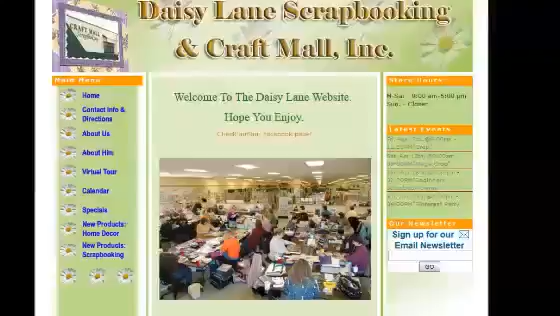 CRAFT MALL
Daisy Lane Scrapbooking
& Craft Mall, Inc.
Main Menu
Home
Contact Info &
Directions
About Us
About Him
Virtual Tour
Calendar
Specials
New Products:
Home Decor
New Products:
Scrapbooking
Welcome To The Daisy Lane Website.
Hope You Enjoy.
Store Hours
M-Sat 9:00 am-6:00 pm
Sun. - Closed
Latest Events
Our Newsletter
Sign up for our
Email Newsletter
GO